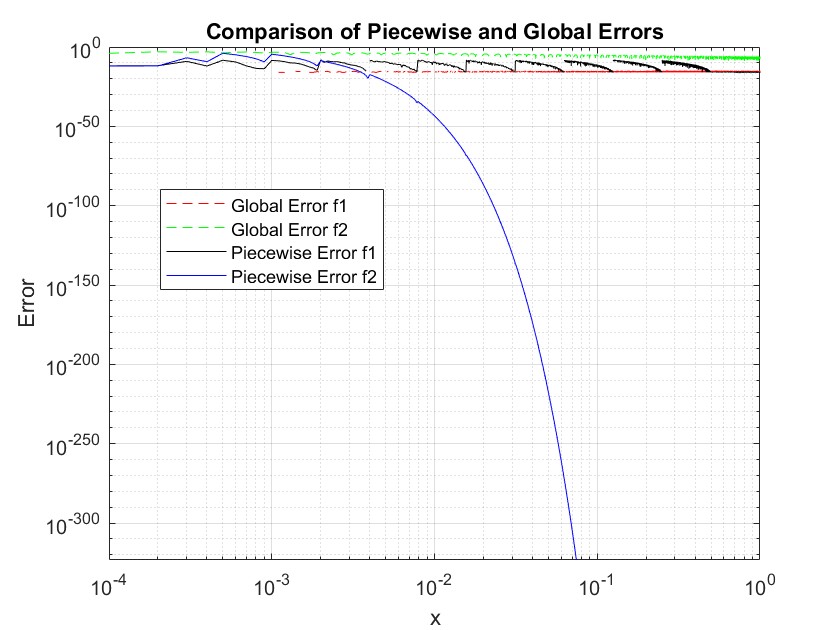 Comparison of Piecewise and Global Errors
10^0
10^-50
10^-100
10^-150
10^-200
10^-250
10^-300
Error
Global Error f1
Global Error f2
Piecewise Error f1
Piecewise Error f2
10^-4 10^-3 10^-2 10^-1 10^0
x